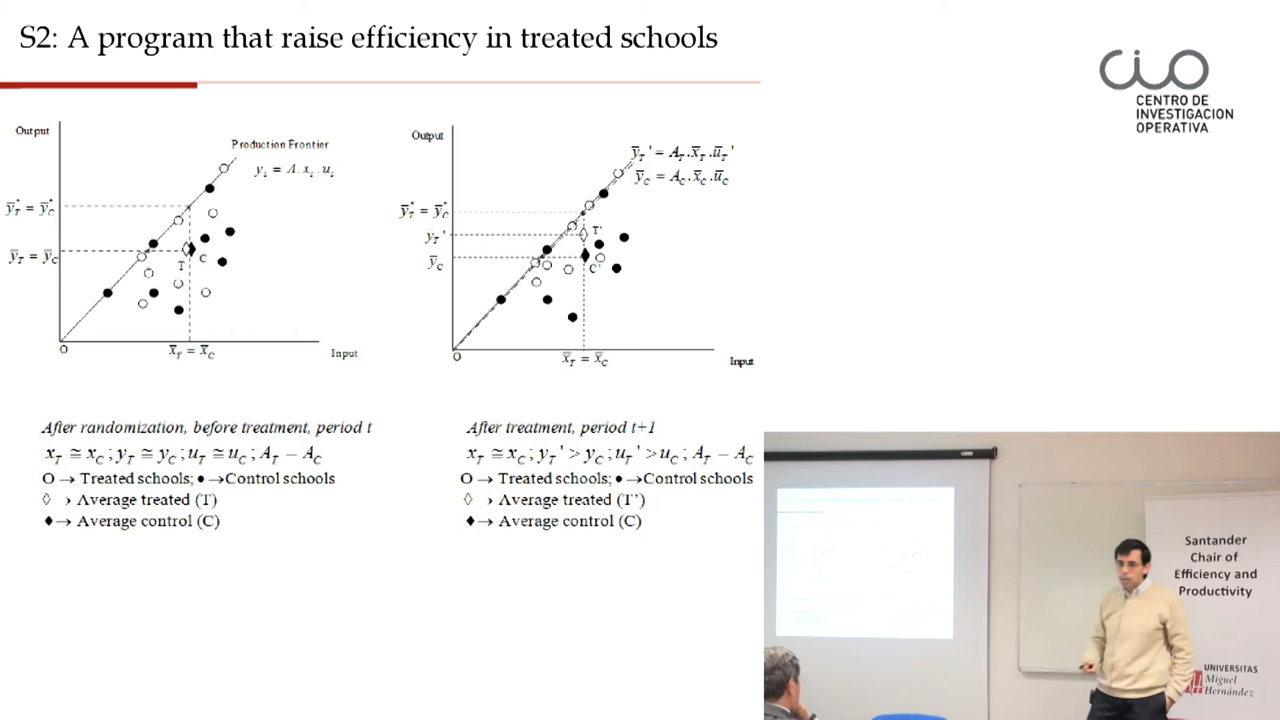 S2: A program that raise efficiency in treated schools
CIO
CENTRO DE
INVESTIGACION
OPERATIVA
Output
Production Frontier
y_i = A·x_i·u_i
ȳ*_T = ȳ*_C
ȳ_T = ȳ_C
T
C
O
x̄_T = x̄_C
Input
Output
ȳ_T' = A_T.x̄_T.ū_T'
ȳ_C = A_C.x̄_C.ū_C
ȳ*_T = ȳ*_C
ȳ_T'
ȳ_C
T'
C'
O
x̄_T = x̄_C
Input
After randomization, before treatment, period t
x_T ≅ x_C ; y_T ≅ y_C ; u_T ≅ u_C ; A_T – A_C
O → Treated schools; ● →Control schools
◊ → Average treated (T)
♦→ Average control (C)
After treatment, period t+1
x_T ≅ x_C ; y_T' > y_C ; u_T' > u_C ; A_T – A_C
O → Treated schools; ● →Control schools
◊ → Average treated (T')
♦→ Average control (C)
Santander
Chair of
Efficiency and
Productivity
UNIVERSITAS
Miguel
Hernández